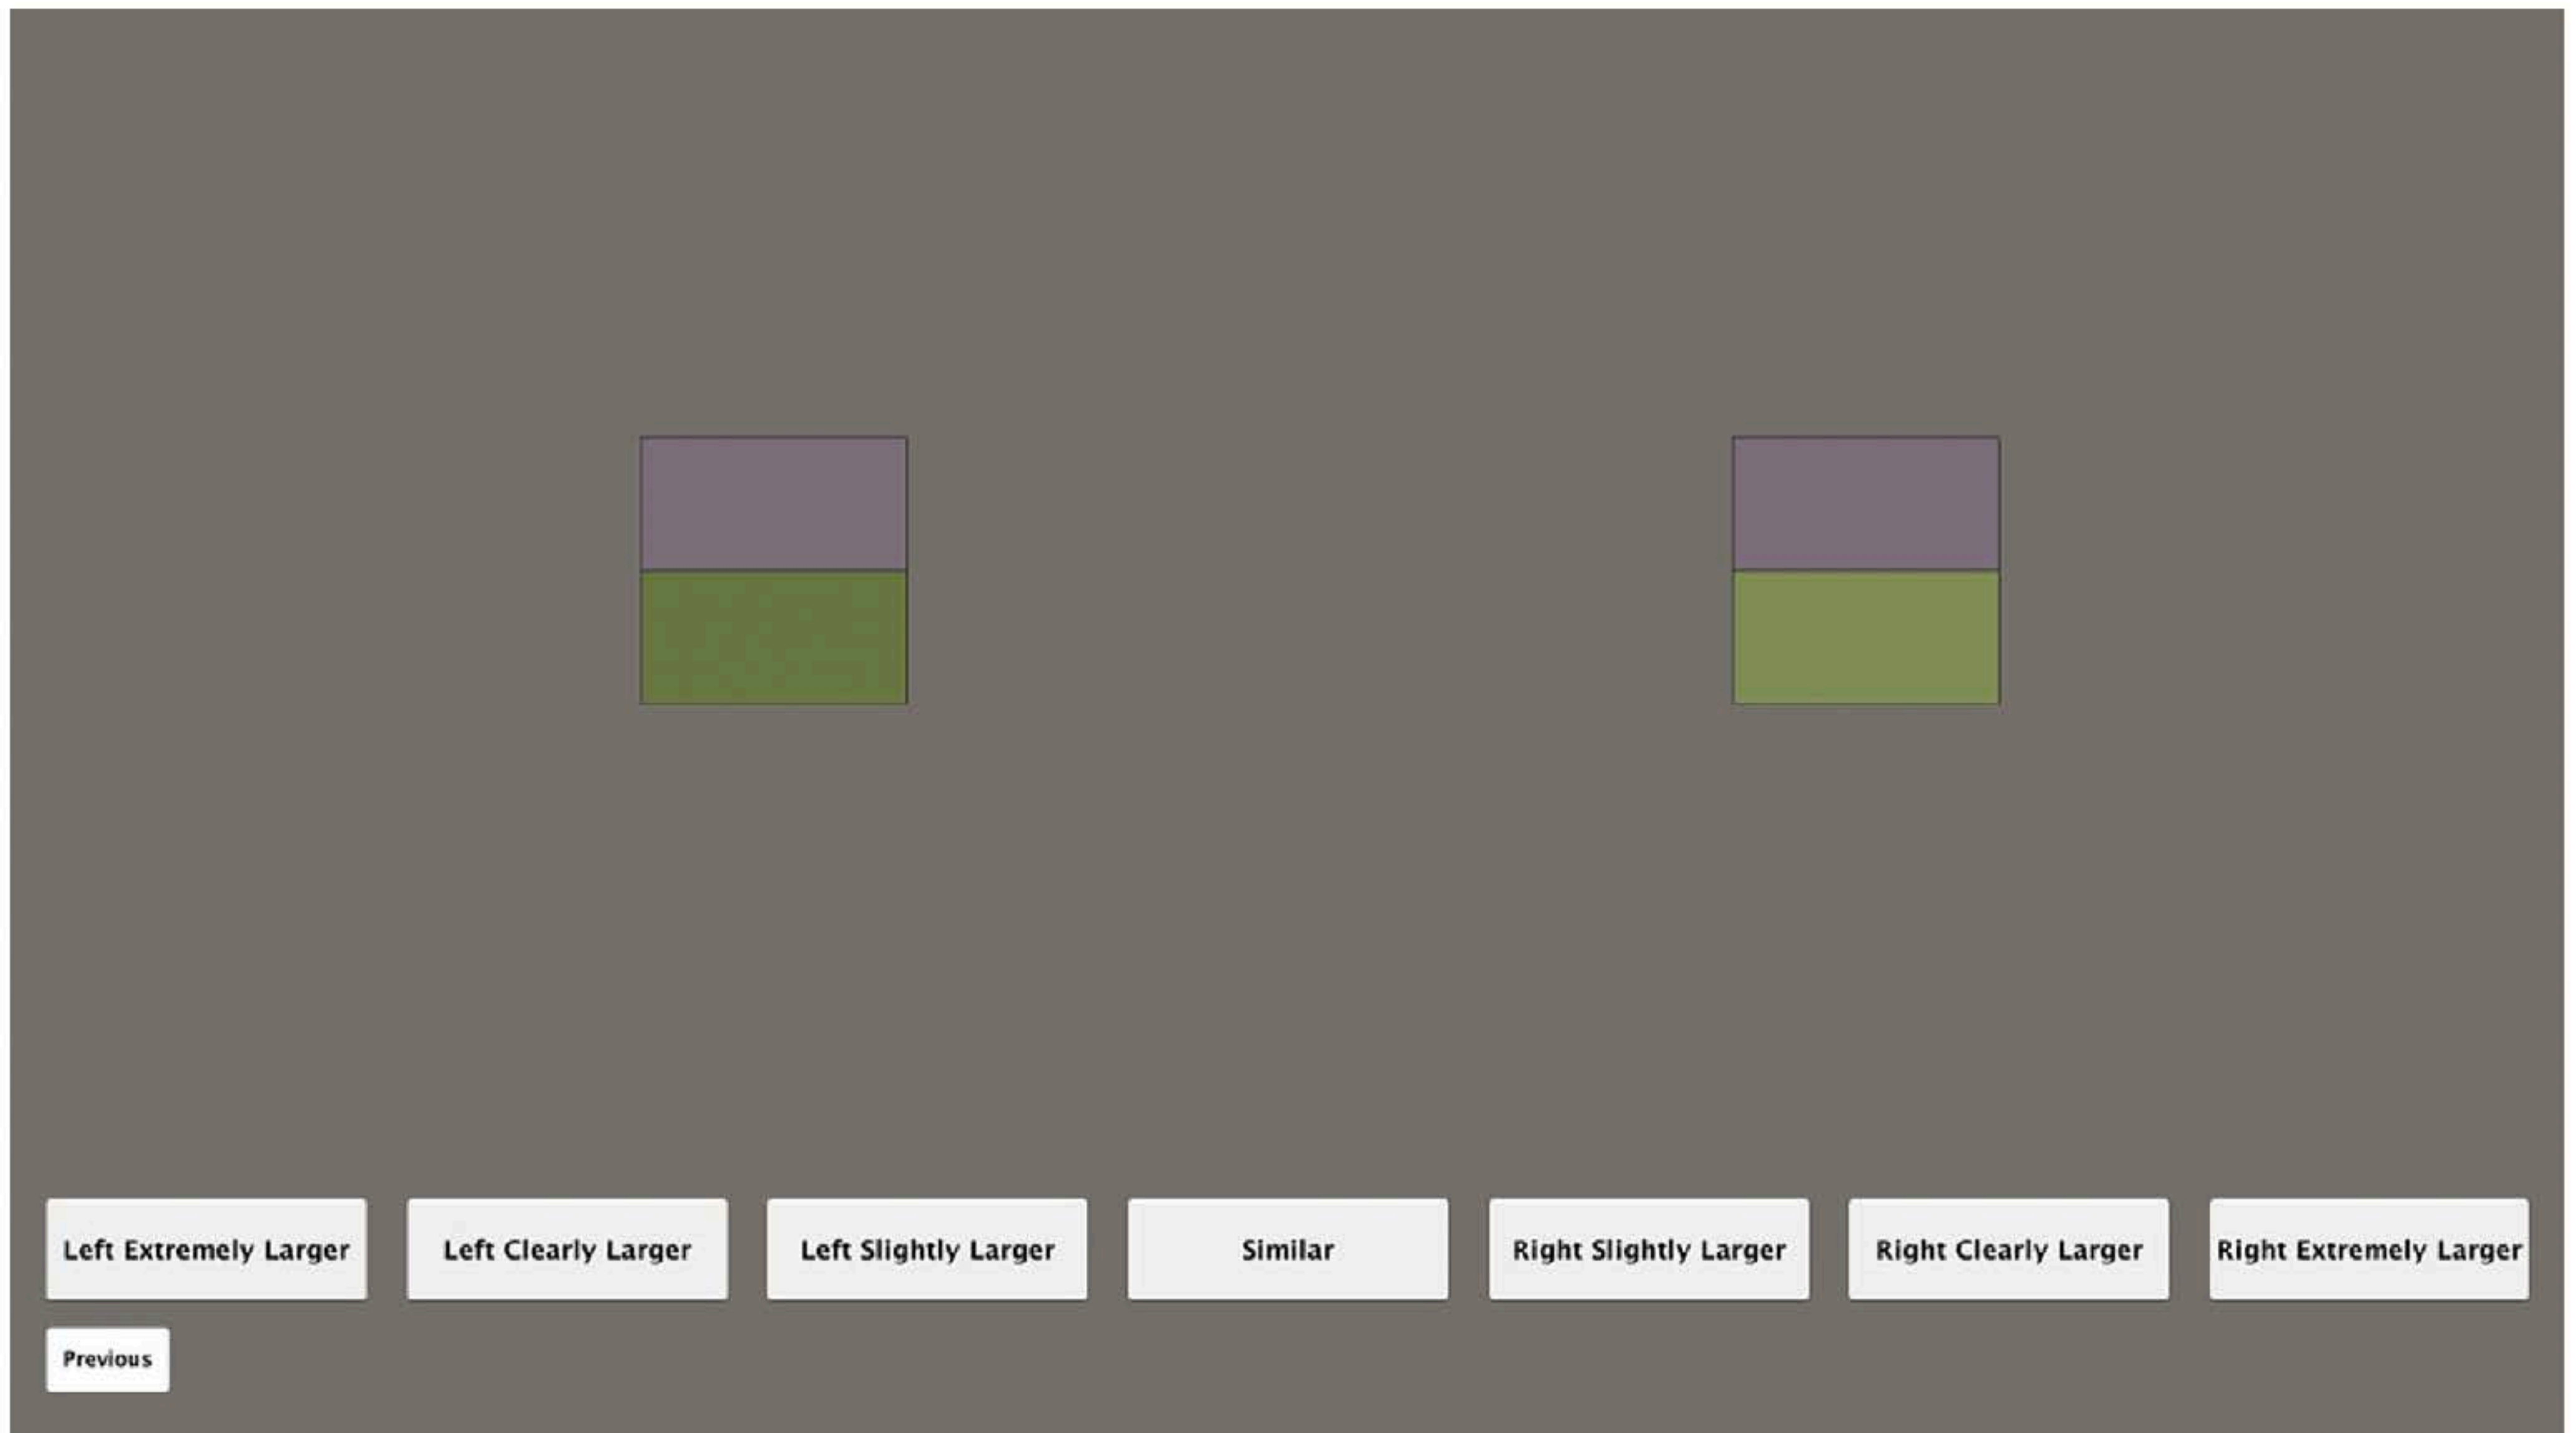 Left Extremely Larger
Left Clearly Larger
Left Slightly Larger
Similar
Right Slightly Larger
Right Clearly Larger
Right Extremely Larger
Previous